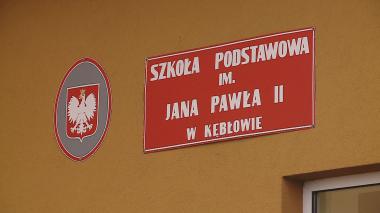 SZKOŁA PODSTAWOWA
IM.
JANA PAWŁA II
W KĘBŁOWIE